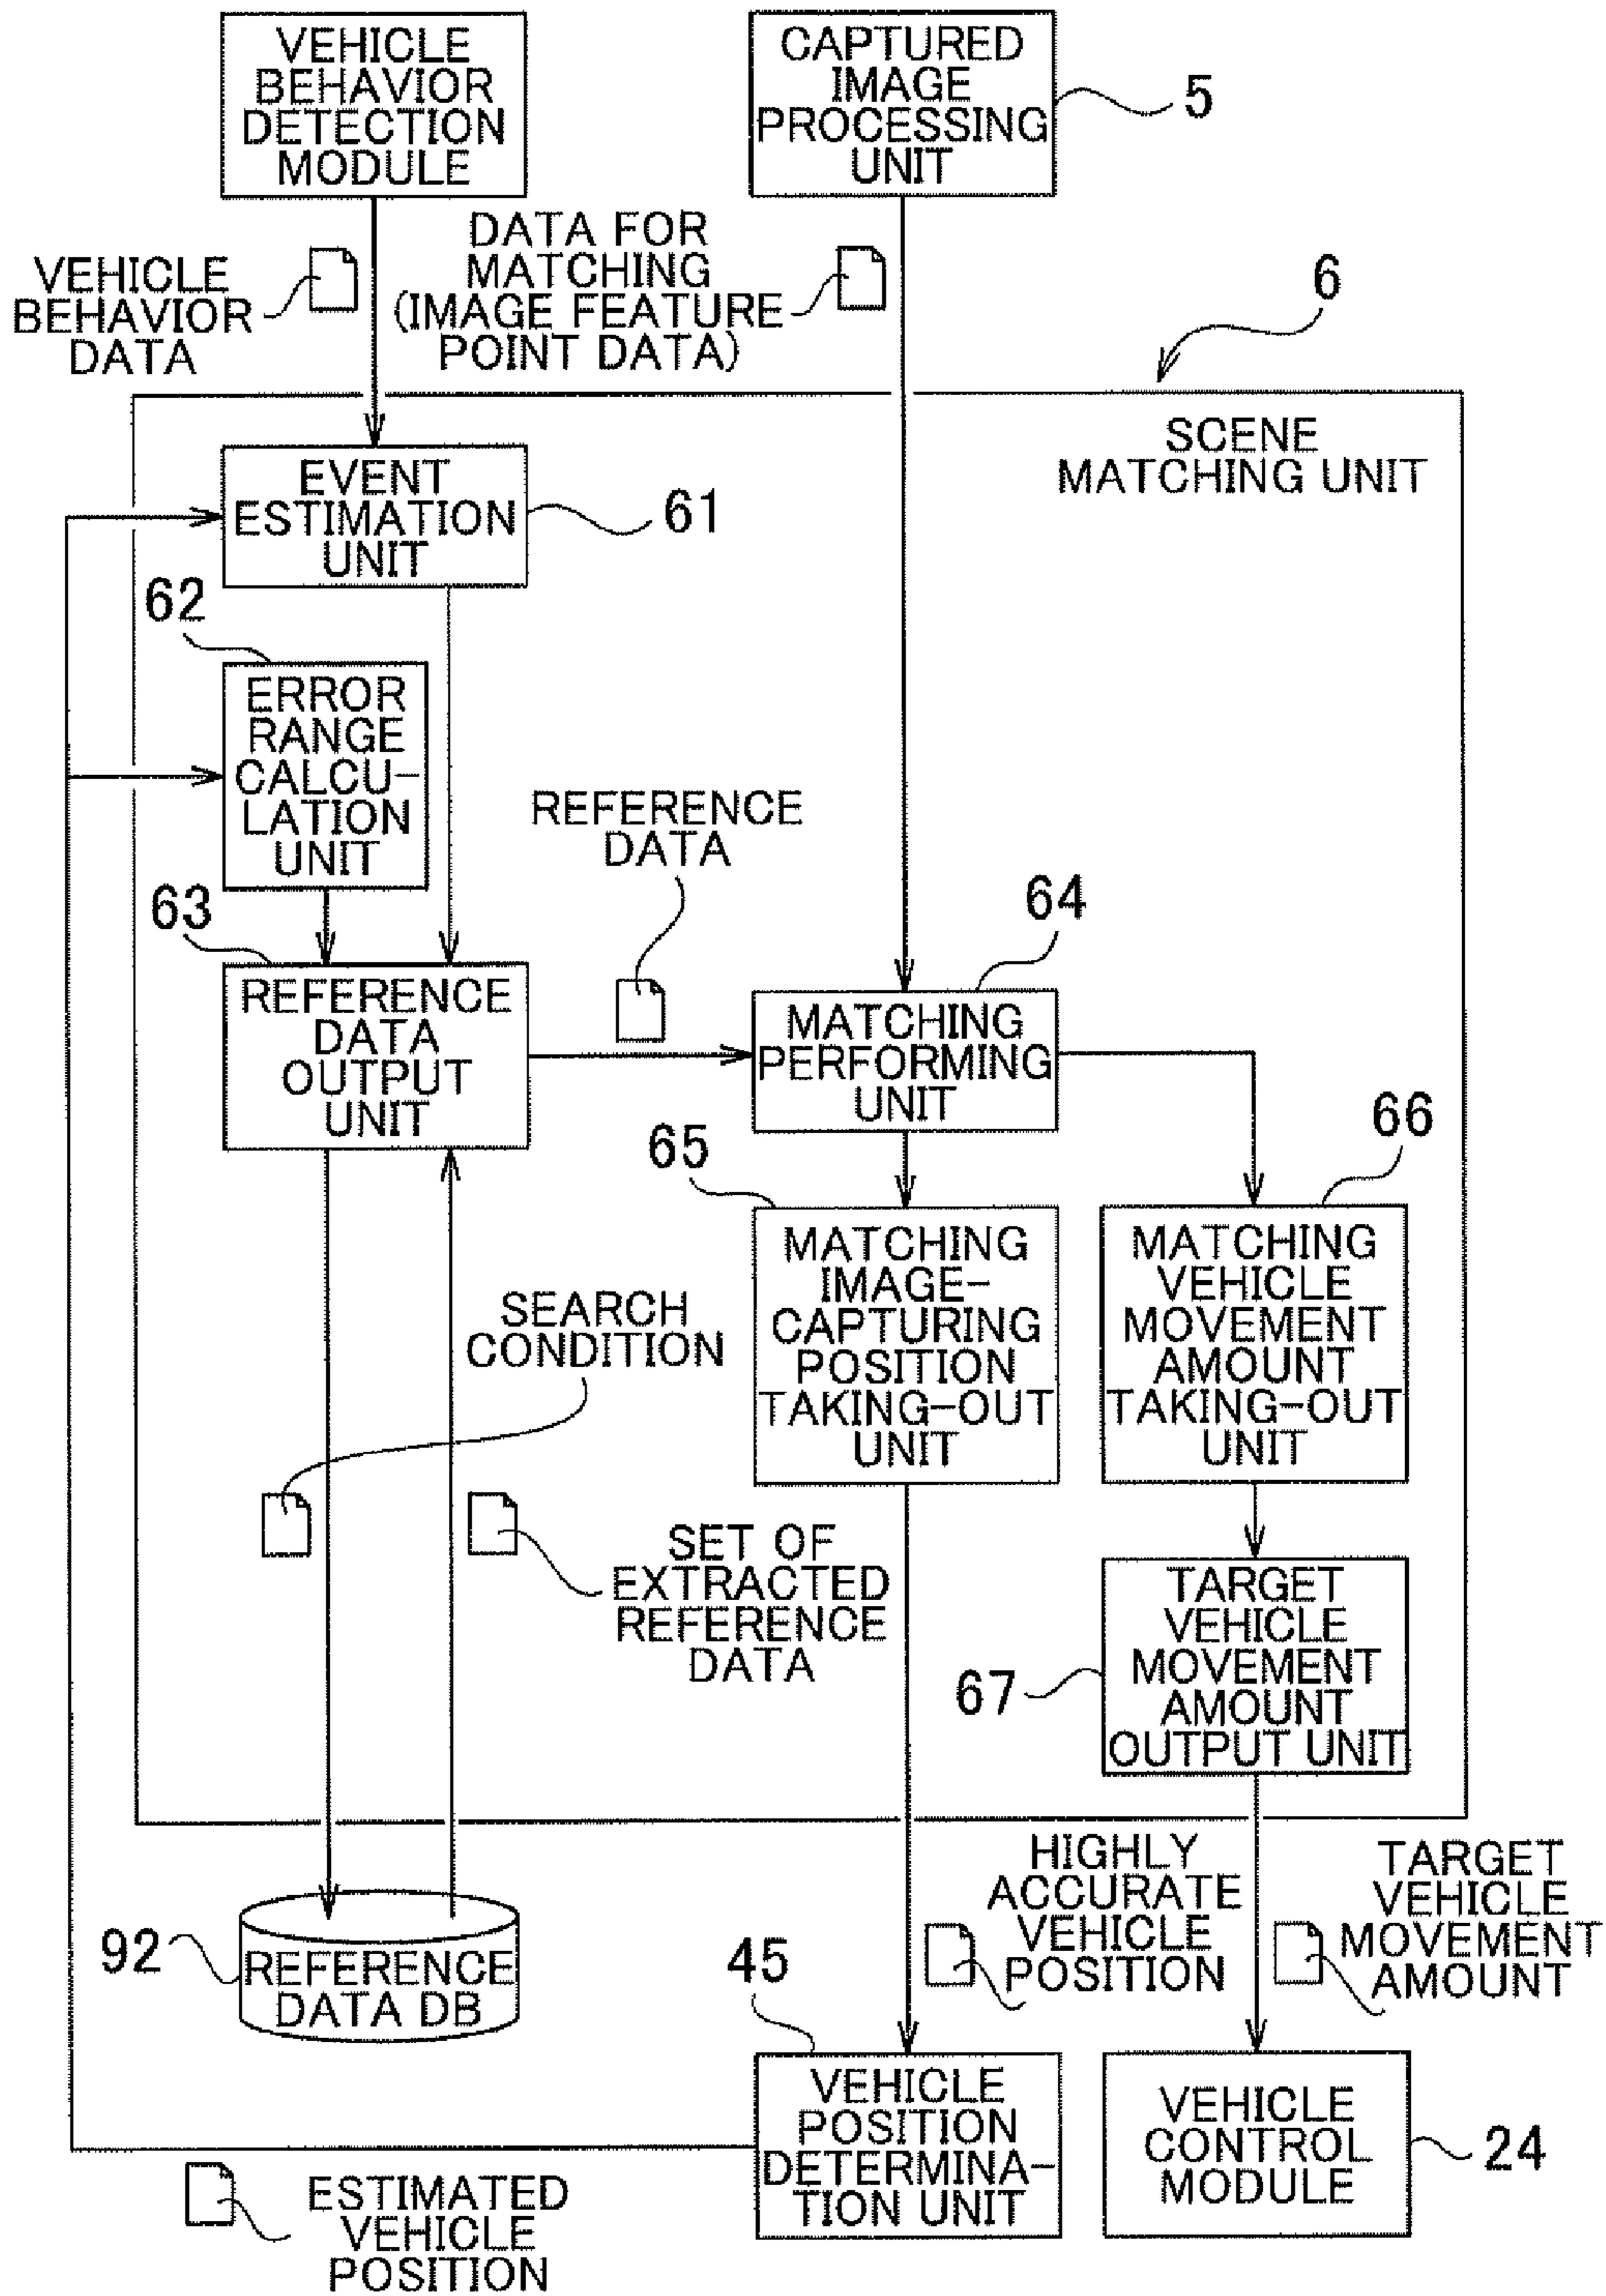 VEHICLE
BEHAVIOR
DETECTION
MODULE
CAPTURED
IMAGE
PROCESSING
UNIT
5
VEHICLE
BEHAVIOR
DATA
DATA FOR
MATCHING
(IMAGE FEATURE
POINT DATA)
6
SCENE
MATCHING UNIT
EVENT
ESTIMATION
UNIT
61
62
ERROR
RANGE
CALCU-
LATION
UNIT
REFERENCE
DATA
63
REFERENCE
DATA
OUTPUT
UNIT
64
MATCHING
PERFORMING
UNIT
65
MATCHING
IMAGE-
CAPTURING
POSITION
TAKING-OUT
UNIT
66
MATCHING
VEHICLE
MOVEMENT
AMOUNT
TAKING-OUT
UNIT
SEARCH
CONDITION
SET OF
EXTRACTED
REFERENCE
DATA
67
TARGET
VEHICLE
MOVEMENT
AMOUNT
OUTPUT UNIT
HIGHLY
ACCURATE
VEHICLE
POSITION
TARGET
VEHICLE
MOVEMENT
AMOUNT
92
REFERENCE
DATA DB
45
VEHICLE
POSITION
DETERMINA-
TION UNIT
VEHICLE
CONTROL
MODULE
24
ESTIMATED
VEHICLE
POSITION